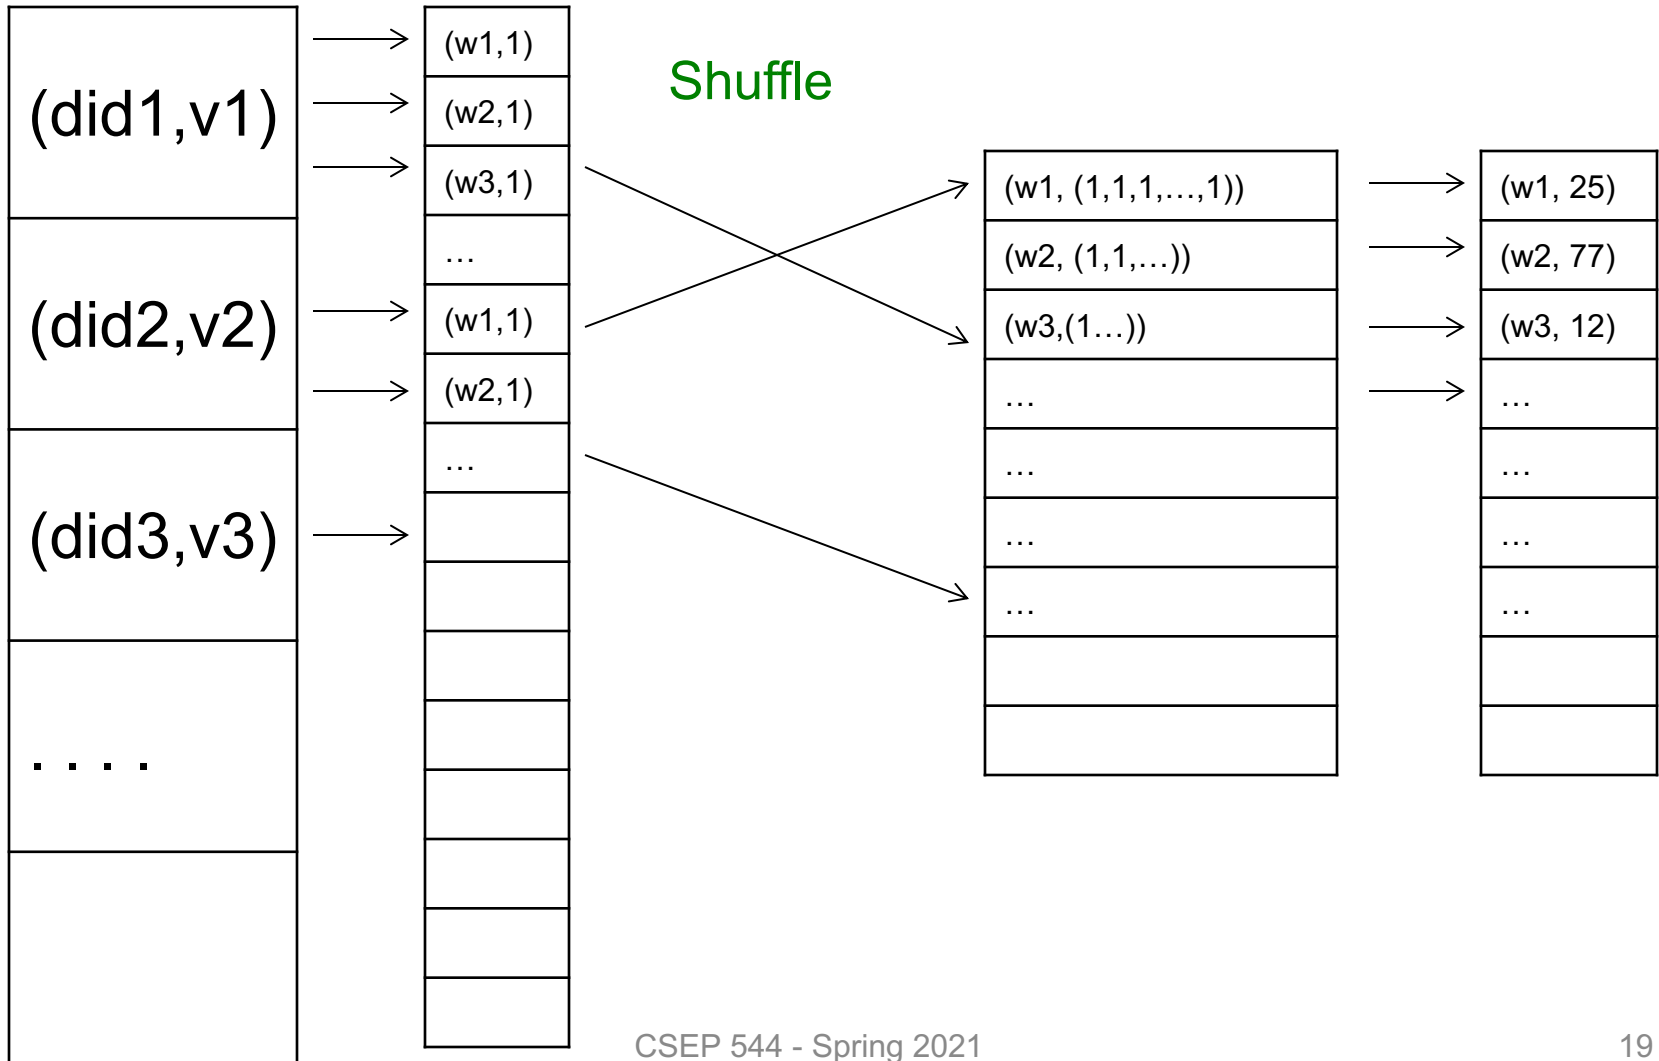 (did1,v1)
(did2,v2)
(did3,v3)
. . . .
(w1,1)
(w2,1)
(w3,1)
…
(w1,1)
(w2,1)
…
Shuffle
(w1, (1,1,1,…,1))
(w2, (1,1,…))
(w3,(1…))
…
…
…
…
(w1, 25)
(w2, 77)
(w3, 12)
…
…
…
…
CSEP 544 - Spring 2021
19